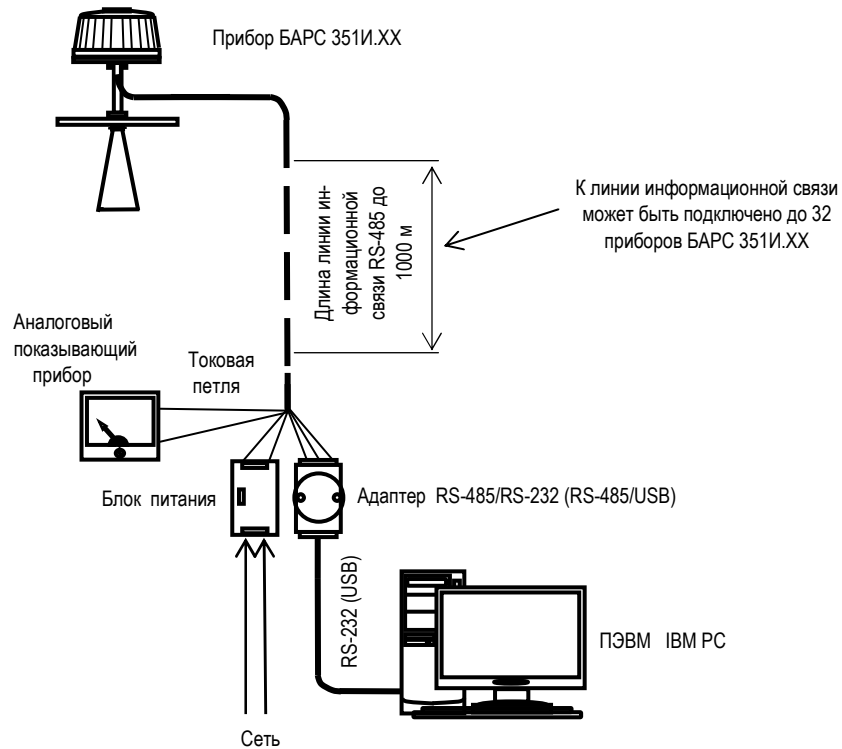 Прибор БАРС 351И.ХХ
Длина линии ин-
формационной
связи RS-485 до
1000 м
К линии информационной связи
может быть подключено до 32
приборов БАРС 351И.ХХ
Аналоговый
показывающий
прибор
Токовая
петля
Блок питания
Адаптер RS-485/RS-232 (RS-485/USB)
RS-232 (USB)
ПЭВМ IBM PC
Сеть